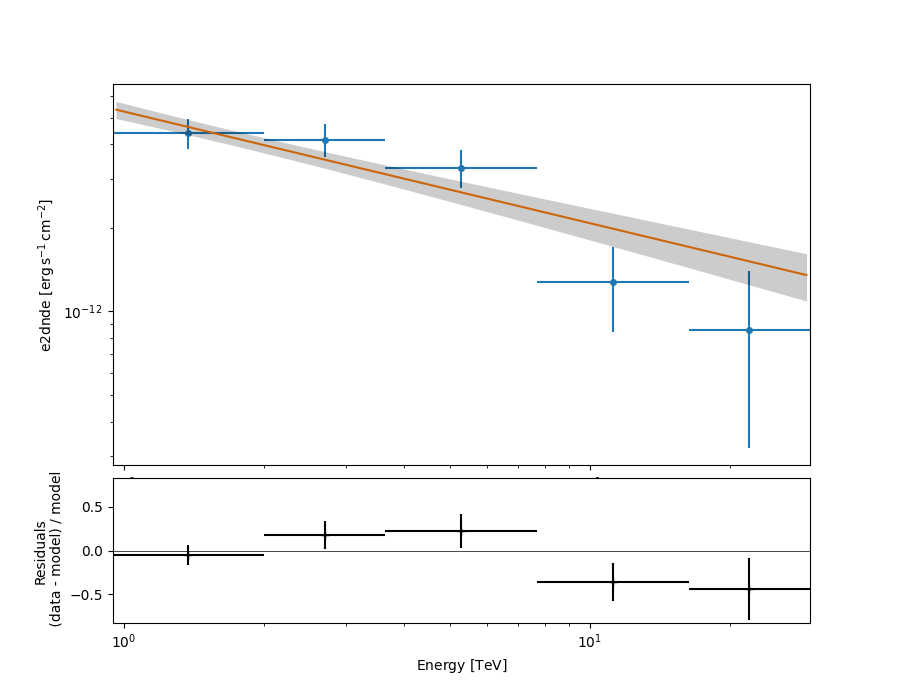 e2dnde [erg s⁻¹ cm⁻²]
10⁻¹²
Residuals
(data - model) / model
0.5
0.0
−0.5
10⁰
10¹
Energy [TeV]